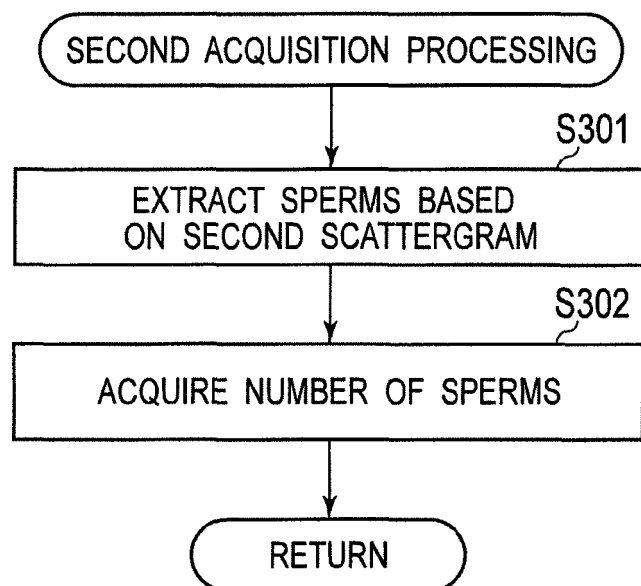 SECOND ACQUISITION PROCESSING
S301
EXTRACT SPERMS BASED
ON SECOND SCATTERGRAM
S302
ACQUIRE NUMBER OF SPERMS
RETURN